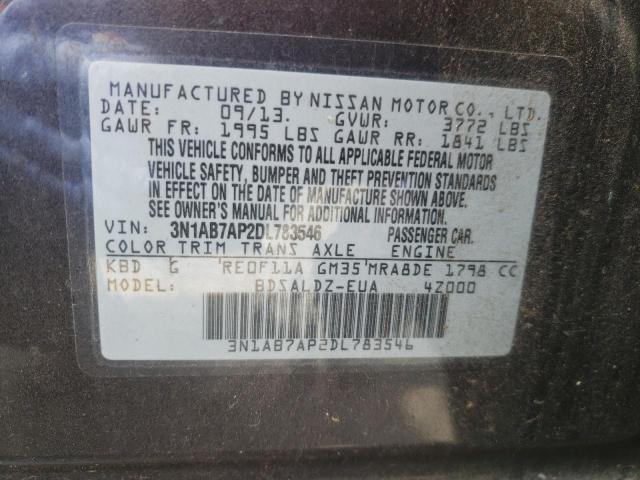 MANUFACTURED BY NISSAN MOTOR CO., LTD.
DATE: 09/13. GVWR: 3772 LBS
GAWR FR: 1995 LBS GAWR RR: 1841 LBS
THIS VEHICLE CONFORMS TO ALL APPLICABLE FEDERAL MOTOR
VEHICLE SAFETY, BUMPER AND THEFT PREVENTION STANDARDS
IN EFFECT ON THE DATE OF MANUFACTURE SHOWN ABOVE.
SEE OWNER'S MANUAL FOR ADDITIONAL INFORMATION.
VIN: 3N1AB7AP2DL783546 PASSENGER CAR.
COLOR TRIM TRANS AXLE ENGINE
KBD G RE0F11A GM35 MRA8DE 1798 CC
MODEL: BDSALDZ-EUA 4Z000
3N1AB7AP2DL783546